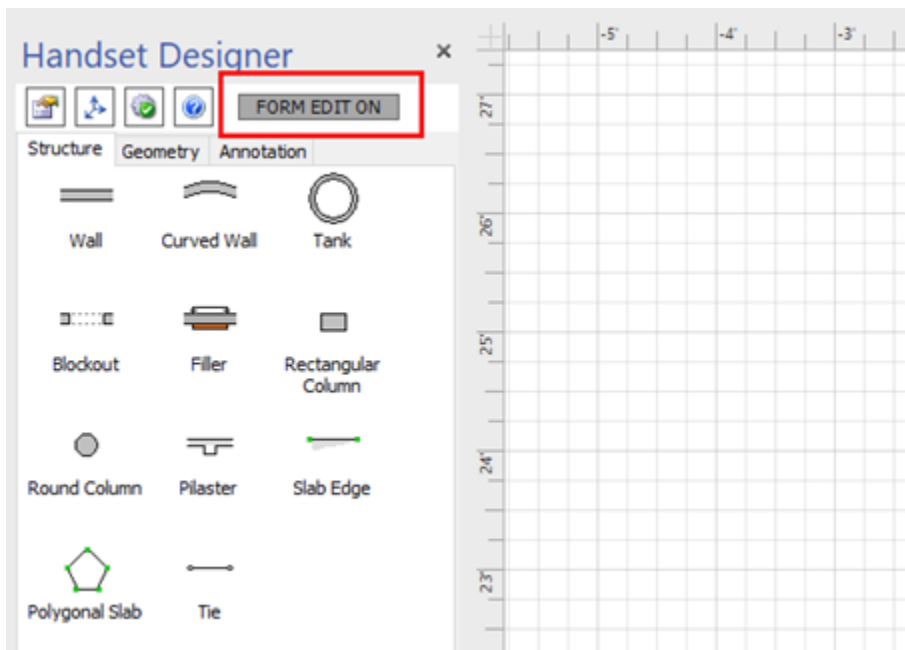 Handset Designer
FORM EDIT ON
Structure Geometry Annotation
Wall Curved Wall Tank
Blockout Filler Rectangular
Column
Round Column Pilaster Slab Edge
Polygonal Slab Tie
-5' -4' -3'
27'
26'
25'
24'
23'